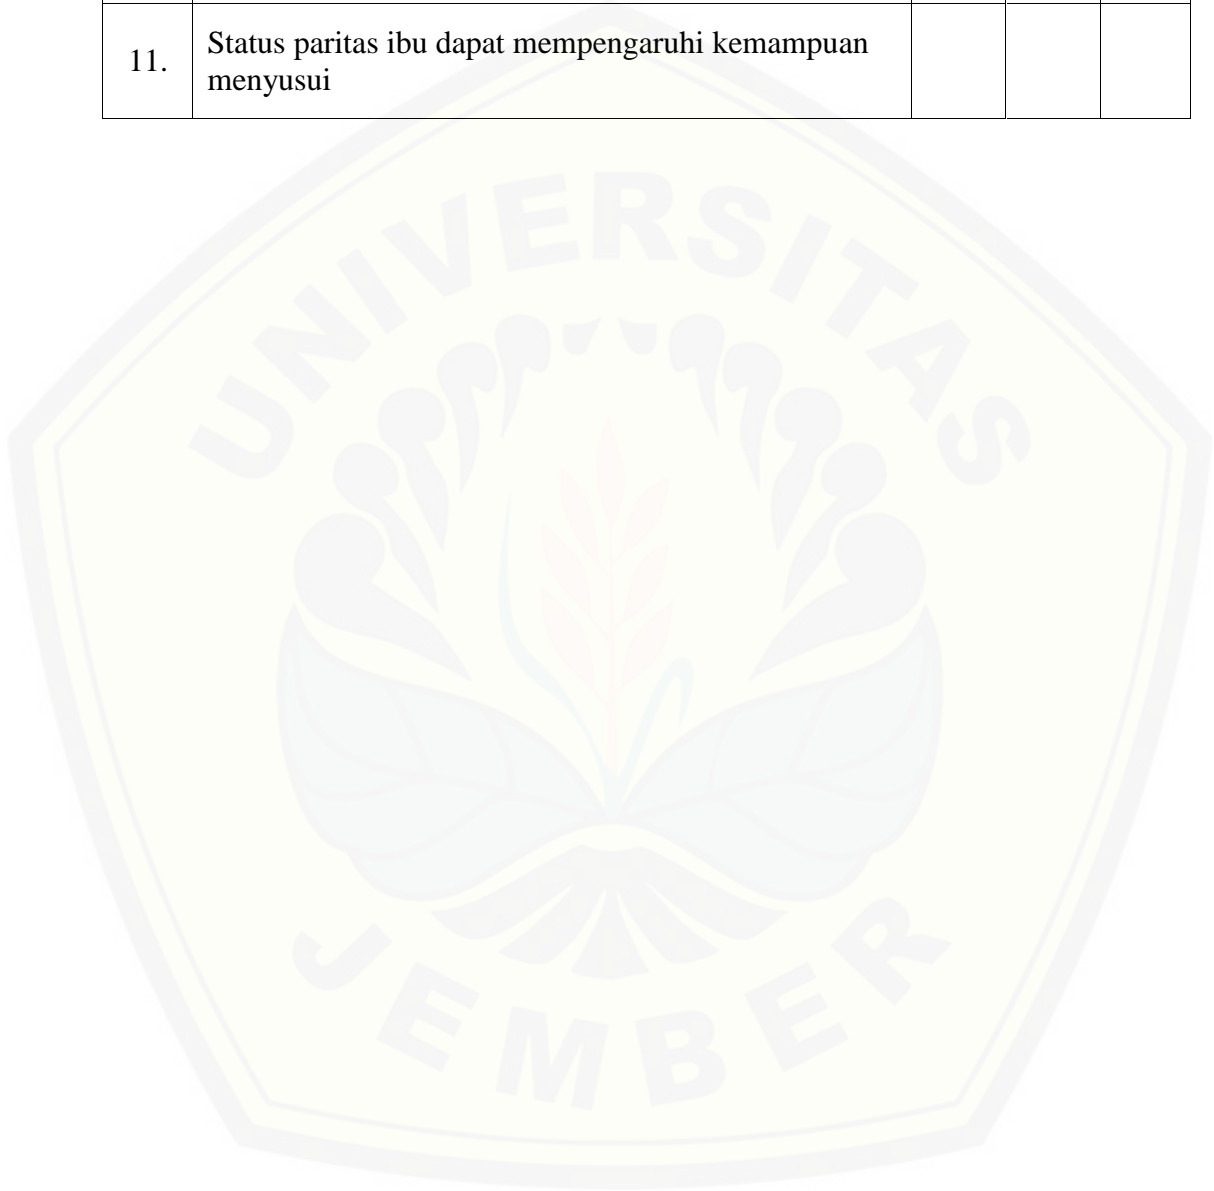 11.
Status paritas ibu dapat mempengaruhi kemampuan
menyusui
UNIVERSITAS
JEMBER